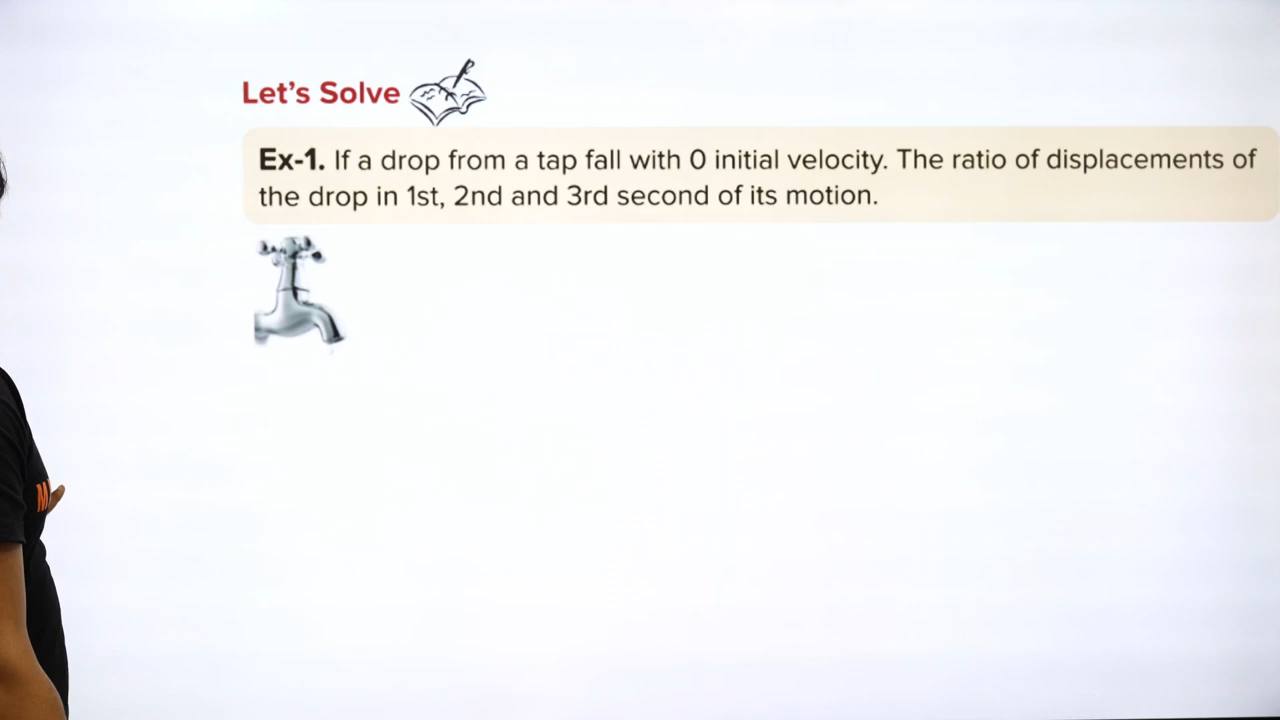 Let's Solve
Ex-1. If a drop from a tap fall with 0 initial velocity. The ratio of displacements of
the drop in 1st, 2nd and 3rd second of its motion.